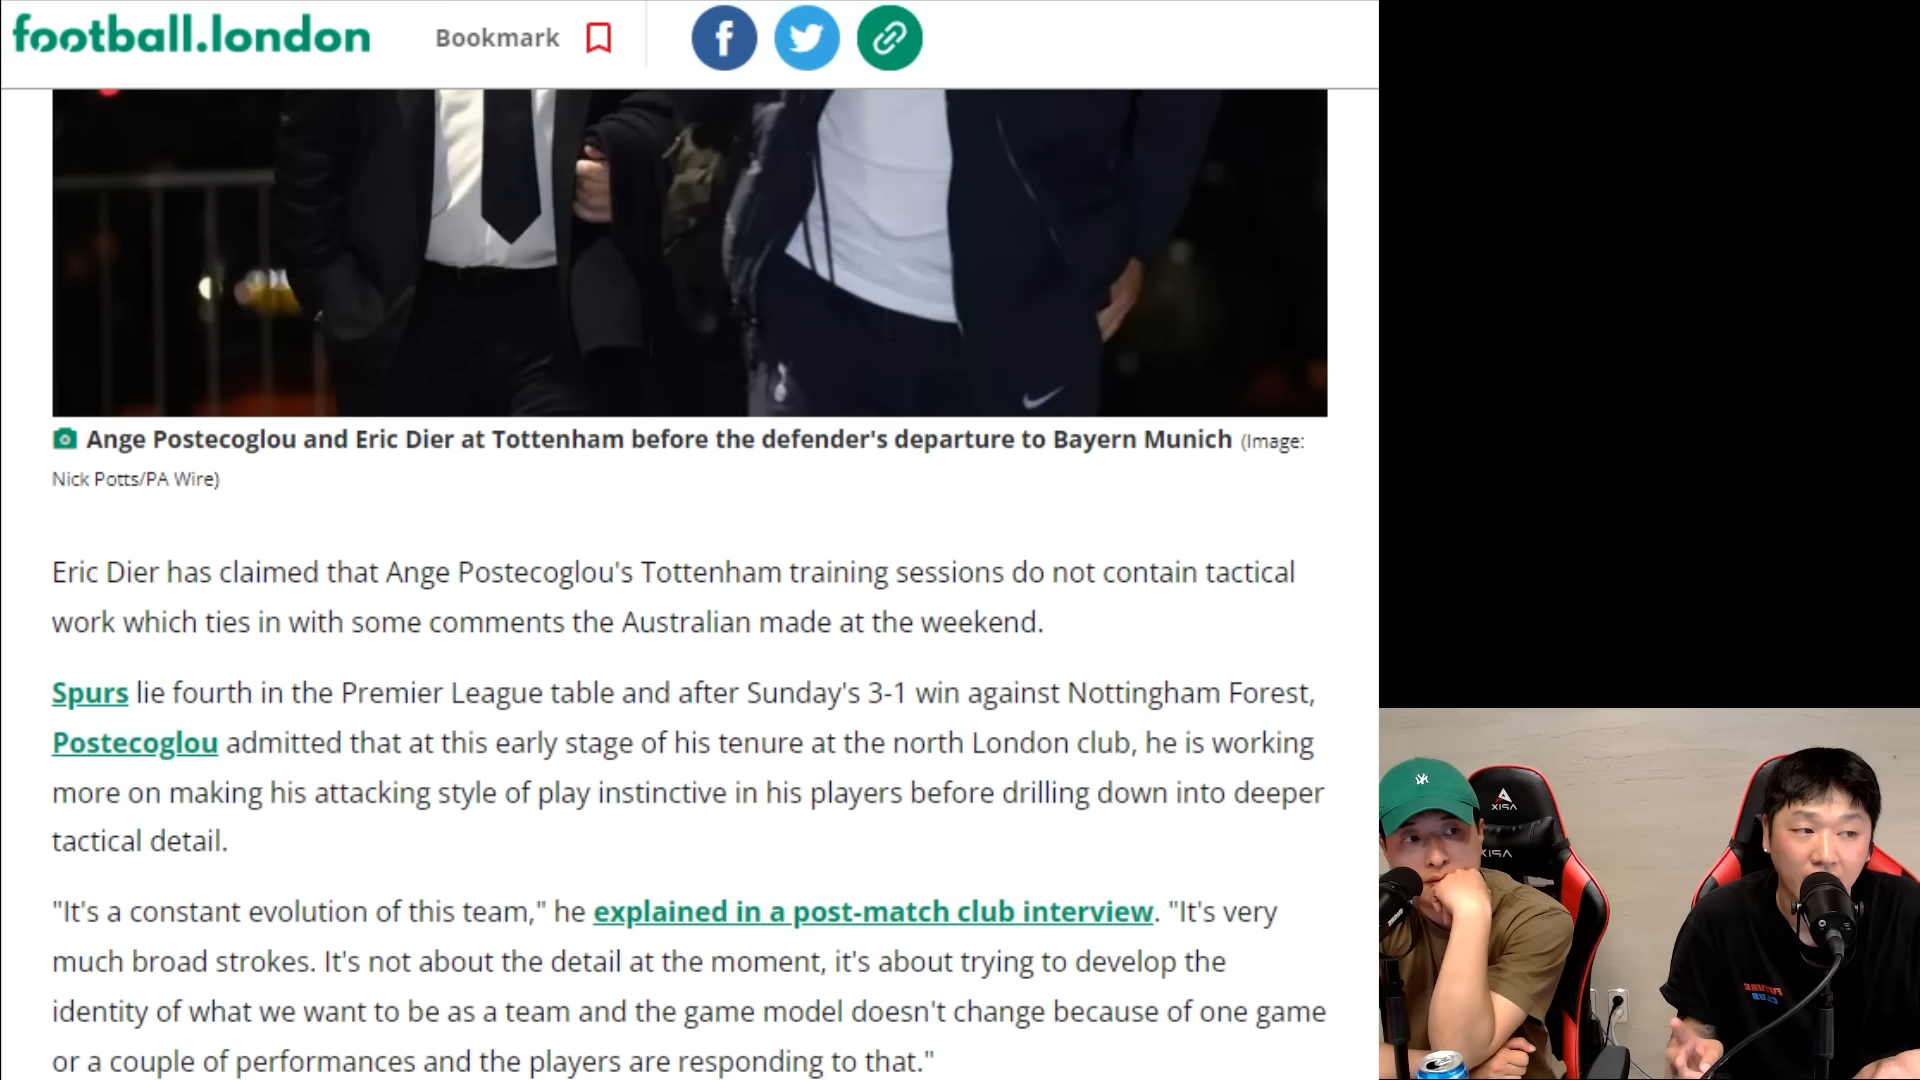 football.london
Bookmark
Ange Postecoglou and Eric Dier at Tottenham before the defender's departure to Bayern Munich (Image:
Nick Potts/PA Wire)
Eric Dier has claimed that Ange Postecoglou's Tottenham training sessions do not contain tactical
work which ties in with some comments the Australian made at the weekend.
Spurs lie fourth in the Premier League table and after Sunday's 3-1 win against Nottingham Forest,
Postecoglou admitted that at this early stage of his tenure at the north London club, he is working
more on making his attacking style of play instinctive in his players before drilling down into deeper
tactical detail.
"It's a constant evolution of this team," he explained in a post-match club interview. "It's very
much broad strokes. It's not about the detail at the moment, it's about trying to develop the
identity of what we want to be as a team and the game model doesn't change because of one game
or a couple of performances and the players are responding to that."
APIX
APIX
FUTURE
CLUB